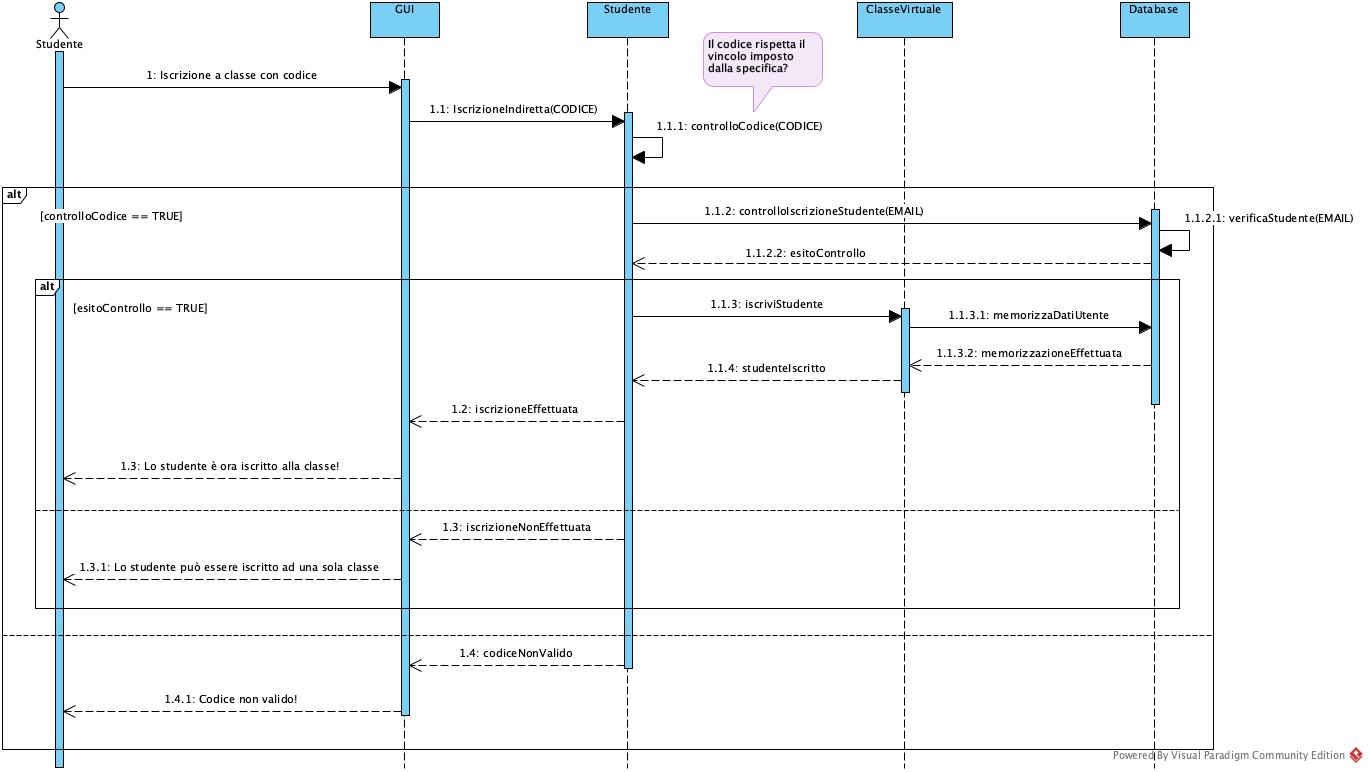 GUI
Studente
ClasseVirtuale
Database
Studente
Il codice rispetta il
vincolo imposto
dalla specifica?
1: Iscrizione a classe con codice
1.1: IscrizioneIndiretta(CODICE)
1.1.1: controlloCodice(CODICE)
alt
[controlloCodice == TRUE]
1.1.2: controlloIscrizioneStudente(EMAIL)
1.1.2.1: verificaStudente(EMAIL)
1.1.2.2: esitoControllo
alt
[esitoControllo == TRUE]
1.1.3: iscriviStudente
1.1.3.1: memorizzaDatiUtente
1.1.3.2: memorizzazioneEffettuata
1.1.4: studenteIscritto
1.2: iscrizioneEffettuata
1.3: Lo studente è ora iscritto alla classe!
1.3: iscrizioneNonEffettuata
1.3.1: Lo studente può essere iscritto ad una sola classe
1.4: codiceNonValido
1.4.1: Codice non valido!
Powered By Visual Paradigm Community Edition